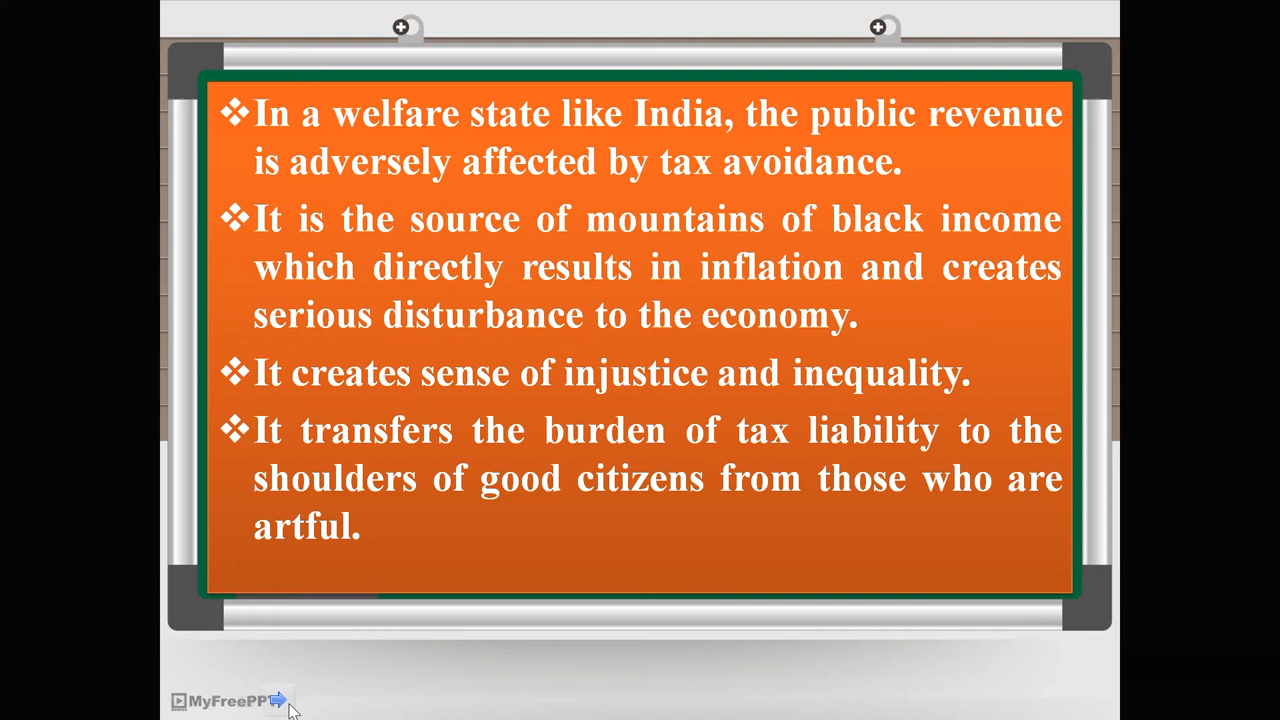 ❖In a welfare state like India, the public revenue
is adversely affected by tax avoidance.
❖It is the source of mountains of black income
which directly results in inflation and creates
serious disturbance to the economy.
❖It creates sense of injustice and inequality.
❖It transfers the burden of tax liability to the
shoulders of good citizens from those who are
artful.
MyFreePP